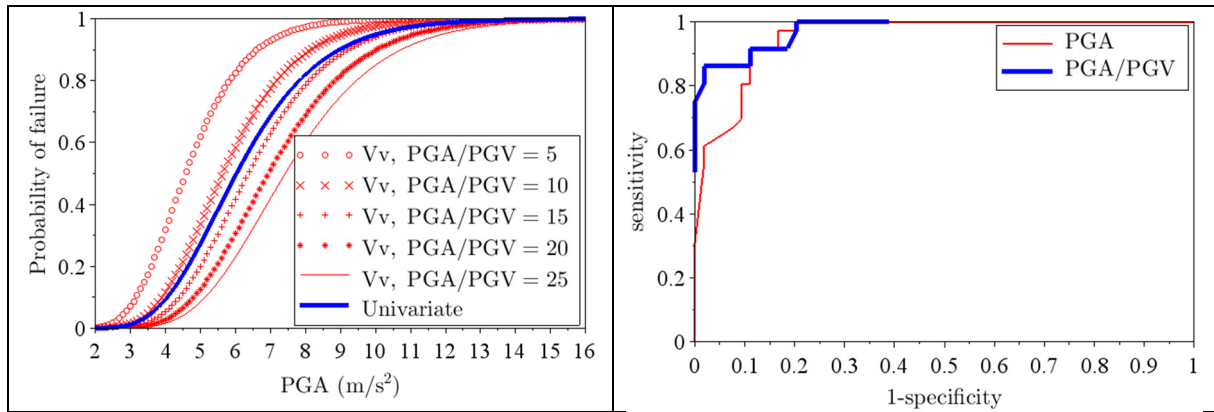 Probability of failure
1
0.8
0.6
0.4
0.2
0
Vv, PGA/PGV = 5
Vv, PGA/PGV = 10
Vv, PGA/PGV = 15
Vv, PGA/PGV = 20
Vv, PGA/PGV = 25
Univariate
2 3 4 5 6 7 8 9 10 11 12 13 14 15 16
PGA (m/s²)
sensitivity
1
0.8
0.6
0.4
0.2
0
PGA
PGA/PGV
0 0.1 0.2 0.3 0.4 0.5 0.6 0.7 0.8 0.9 1
1-specificity